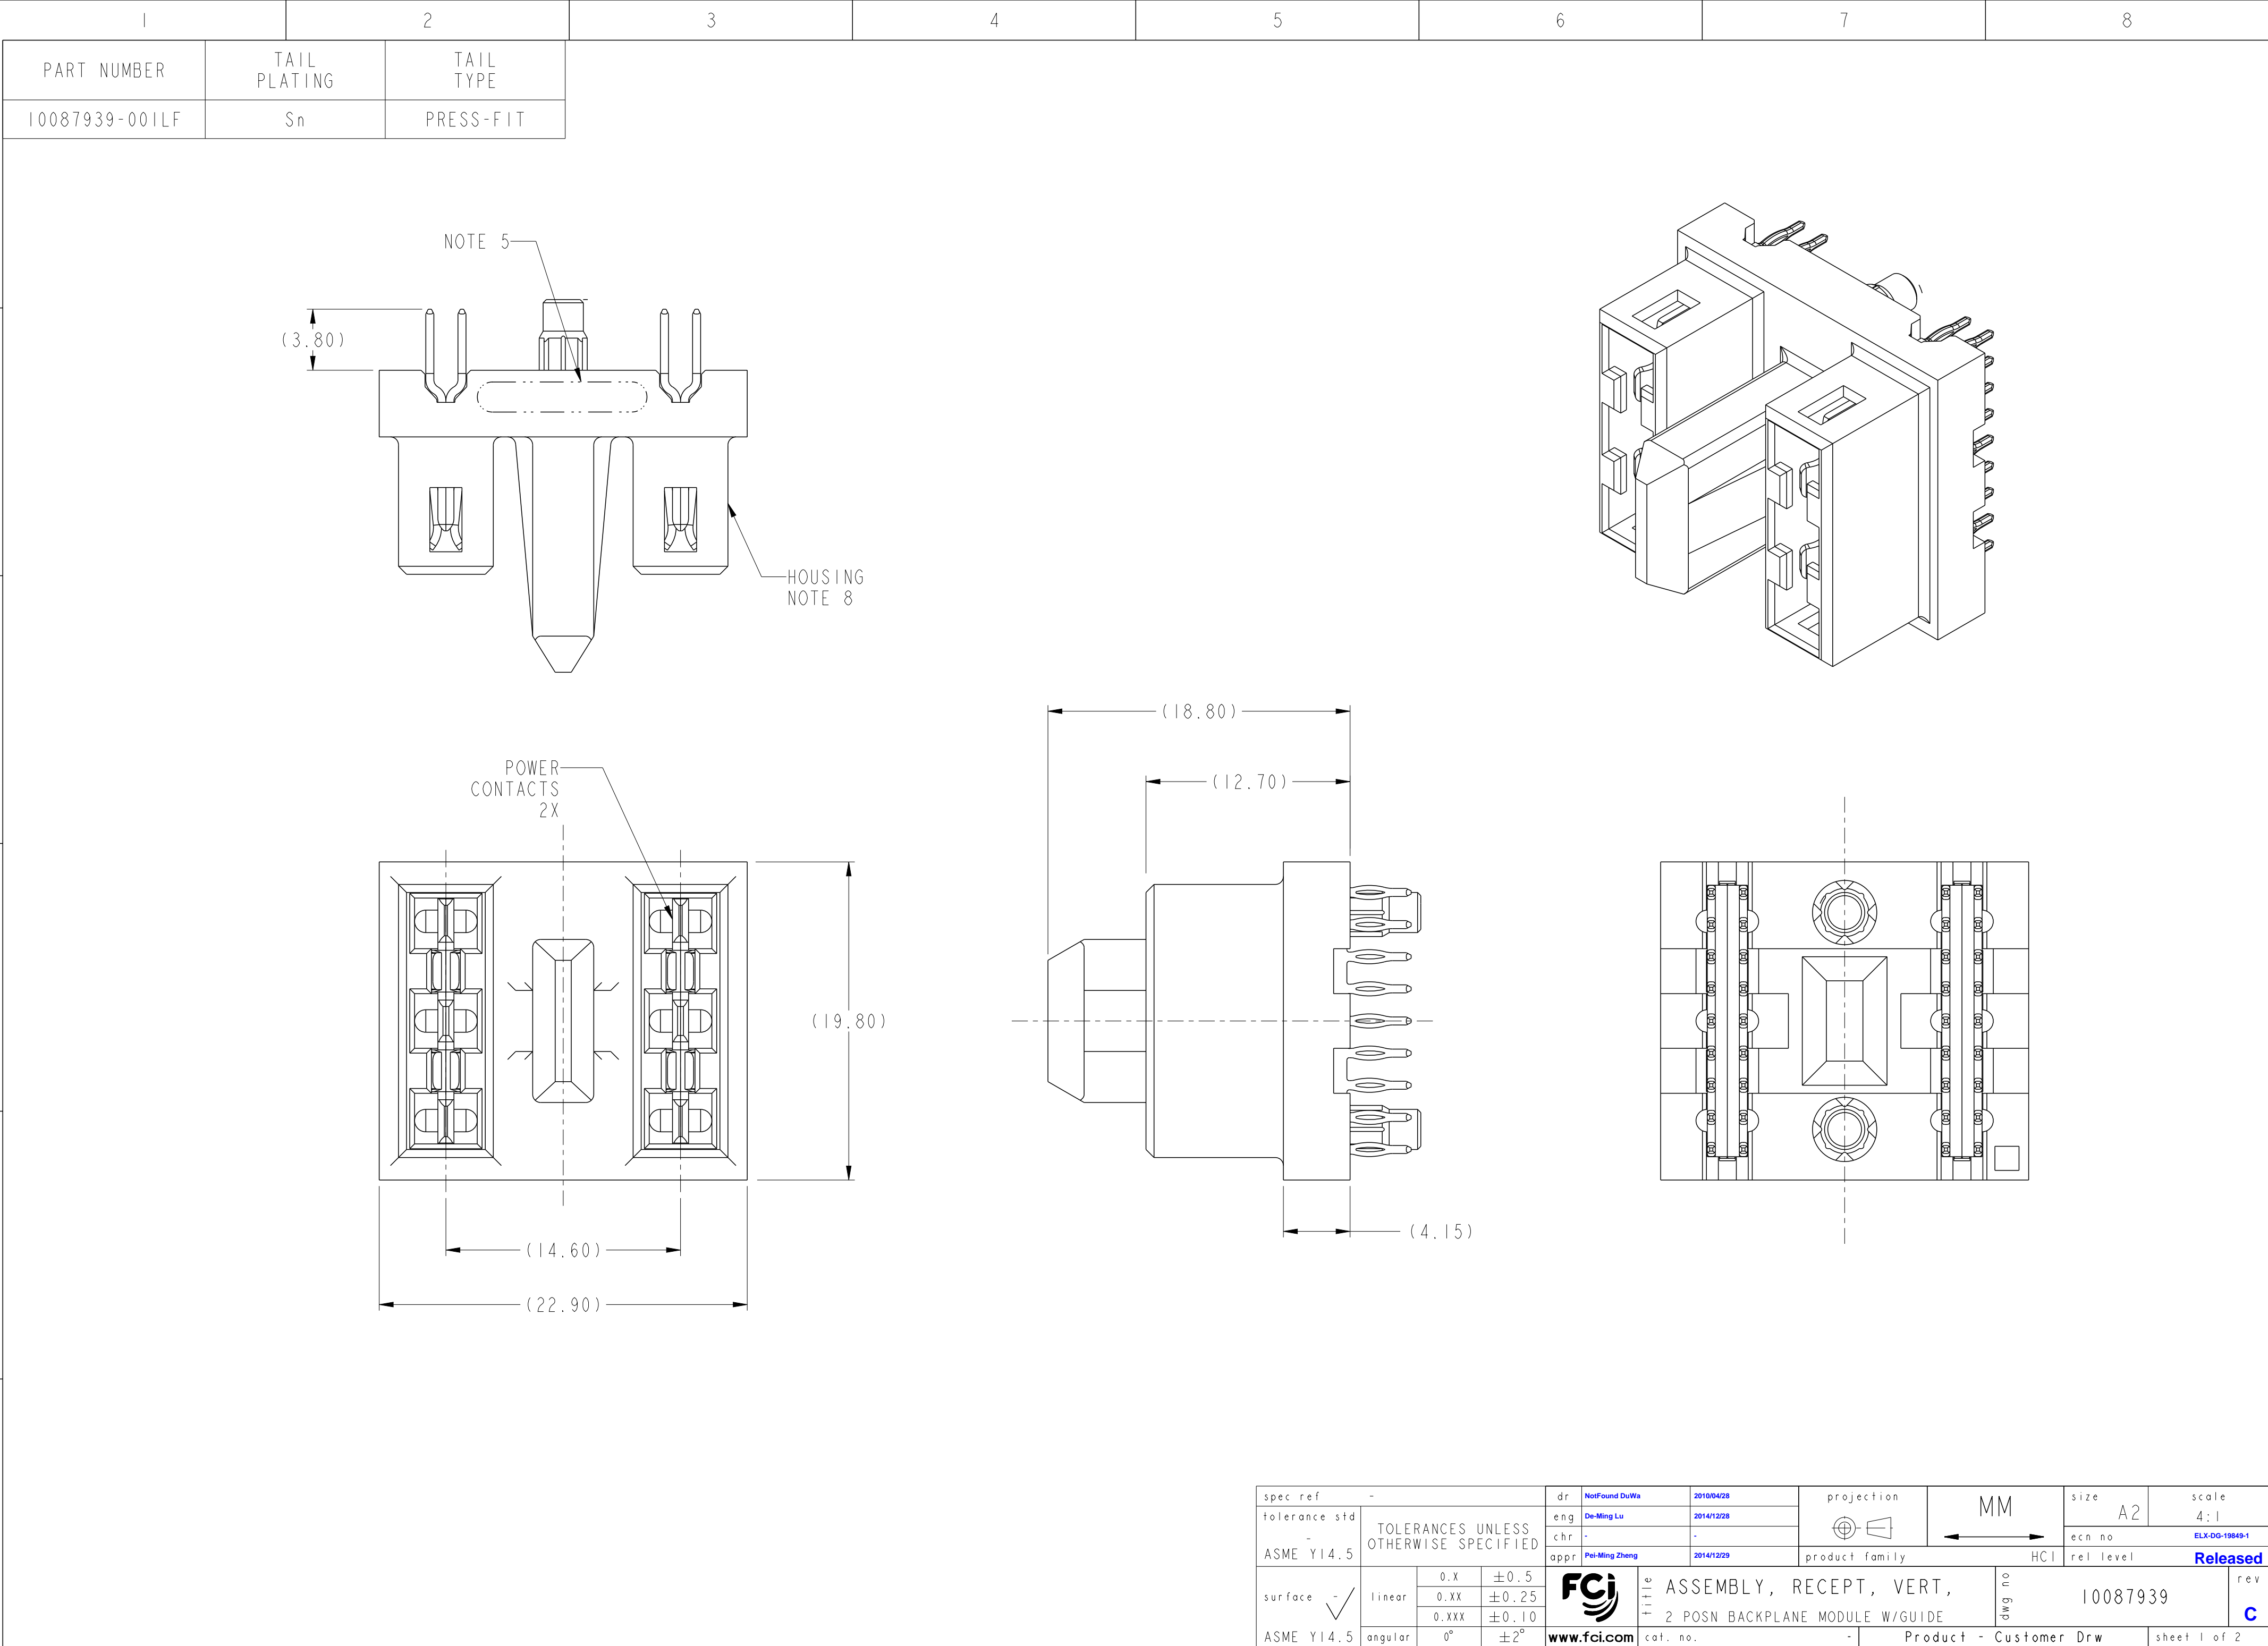 1 2 3 4 5 6 7 8
PART NUMBER
TAIL
PLATING
TAIL
TYPE
10087939-001LF
Sn
PRESS-FIT
NOTE 5
(3.80)
HOUSING
NOTE 8
(18.80)
(12.70)
POWER
CONTACTS
2X
(19.80)
(14.60)
(22.90)
(4.15)
spec ref -
tolerance std
-
ASME Y14.5
TOLERANCES UNLESS
OTHERWISE SPECIFIED
surface -
ASME Y14.5
linear
0.X ±0.5
0.XX ±0.25
0.XXX ±0.10
angular 0° ±2°
dr NotFound DuWa 2010/04/28
eng De-Ming Lu 2014/12/28
chr - -
appr Pei-Ming Zheng 2014/12/29
projection
MM
size A2
scale
4:1
ecn no ELX-DG-19849-1
product family HCI
rel level Released
FCi
www.fci.com
title
ASSEMBLY, RECEPT, VERT,
2 POSN BACKPLANE MODULE W/GUIDE
dwg no
10087939
rev
C
cat. no. -
Product - Customer Drw
sheet 1 of 2